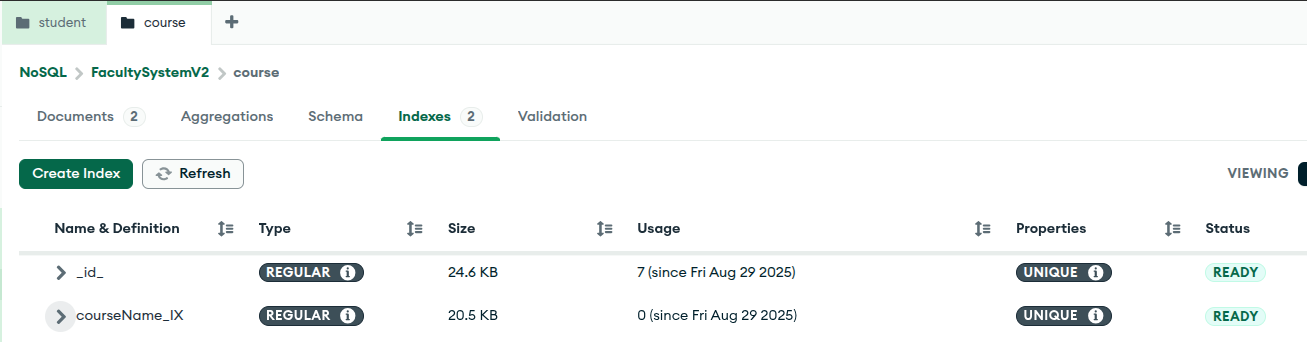 student course
NoSQL FacultySystemV2 course
Documents 2 Aggregations Schema Indexes 2 Validation
Create Index Refresh VIEWING
Name & Definition Type Size Usage Properties Status
_id_ REGULAR 24.6 KB 7 (since Fri Aug 29 2025) UNIQUE READY
courseName_IX REGULAR 20.5 KB 0 (since Fri Aug 29 2025) UNIQUE READY